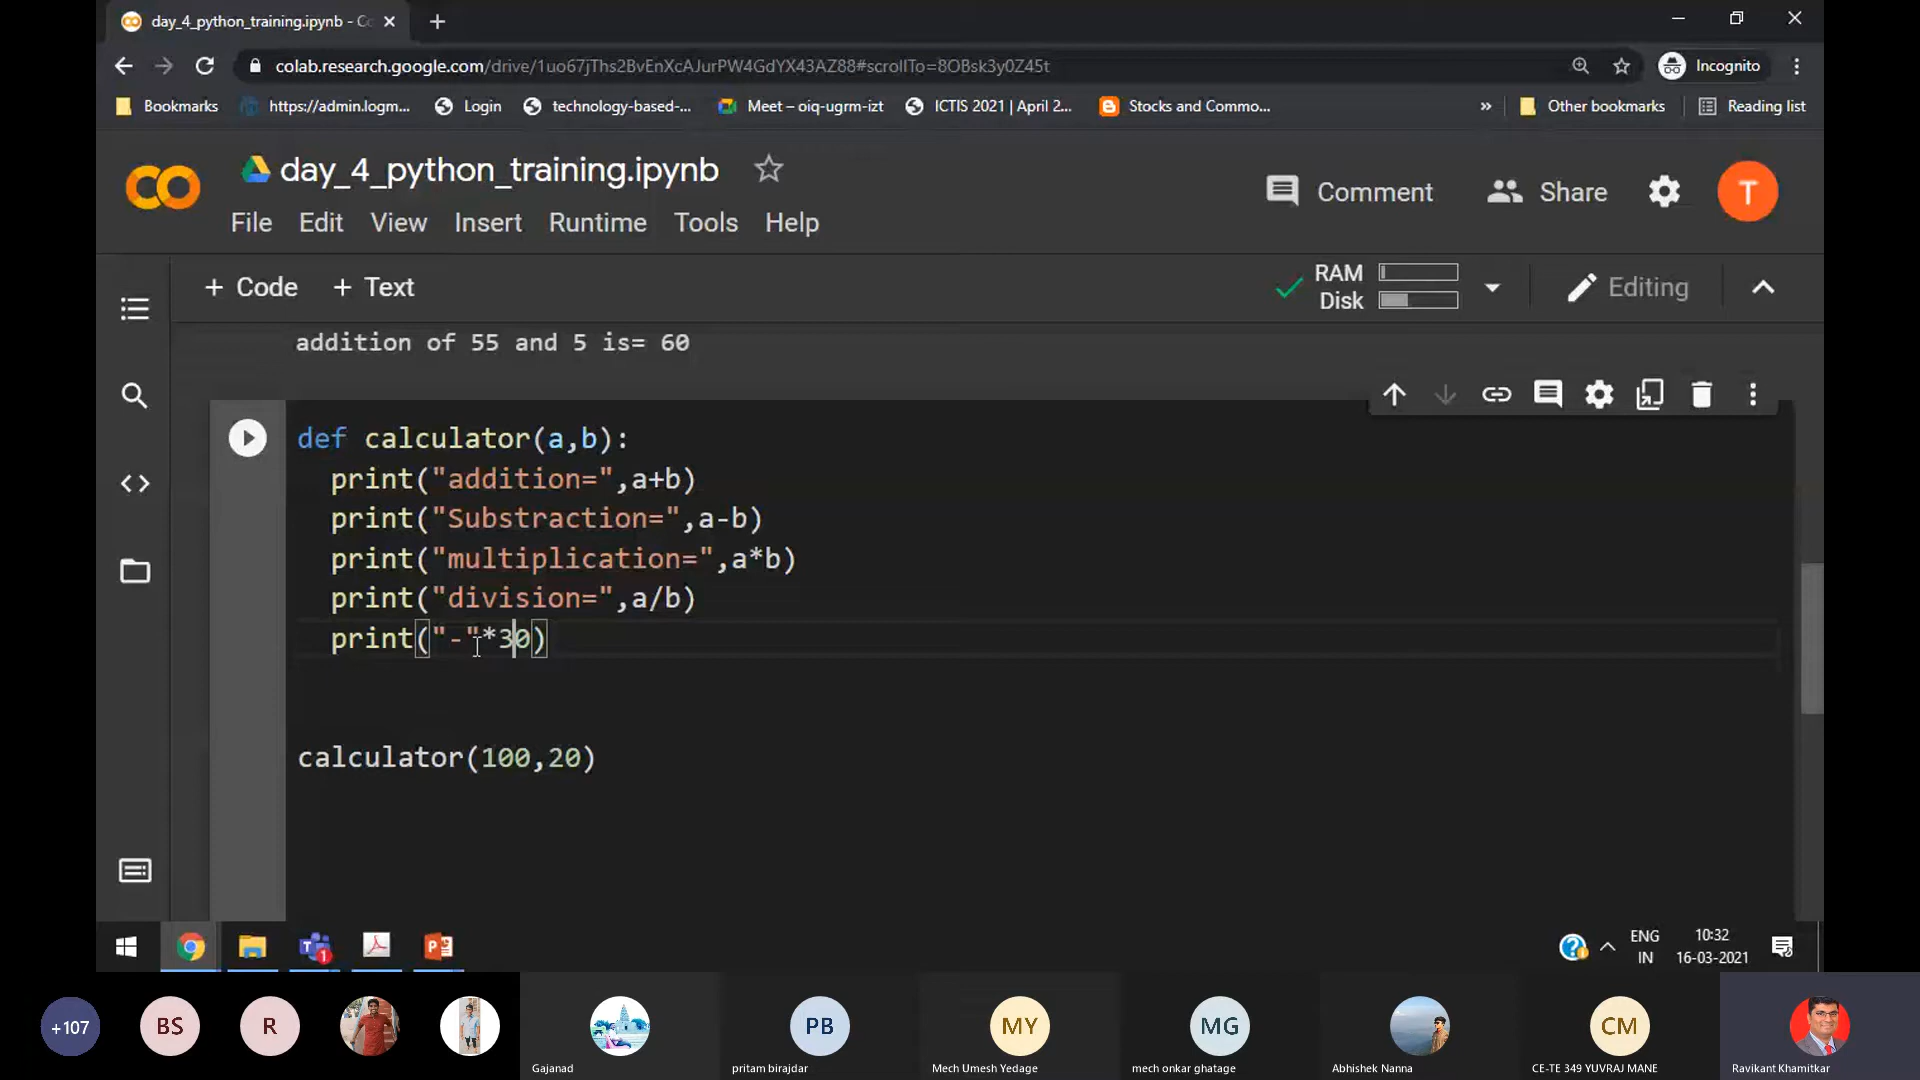 day_4_python_training.ipynb - Co
colab.research.google.com/drive/1uo67jThs2BvEnXcAJurPW4GdYX43AZ88#scrollTo=8OBsk3y0Z45t
Incognito
Bookmarks
https://admin.logm...
Login
technology-based-...
Meet – oiq-ugrm-izt
ICTIS 2021 | April 2...
Stocks and Commo...
»
Other bookmarks
Reading list
day_4_python_training.ipynb
Comment
Share
T
File Edit View Insert Runtime Tools Help
+ Code + Text
RAM
Disk
Editing
addition of 55 and 5 is= 60
def calculator(a,b):
print("addition=",a+b)
print("Substraction=",a-b)
print("multiplication=",a*b)
print("division=",a/b)
print("-"*30)
calculator(100,20)
ENG
IN
10:32
16-03-2021
+107
BS
R
PB
MY
MG
CM
Gajanad
pritam birajdar
Mech Umesh Yedage
mech onkar ghatage
Abhishek Nanna
CE-TE 349 YUVRAJ MANE
Ravikant Khamitkar